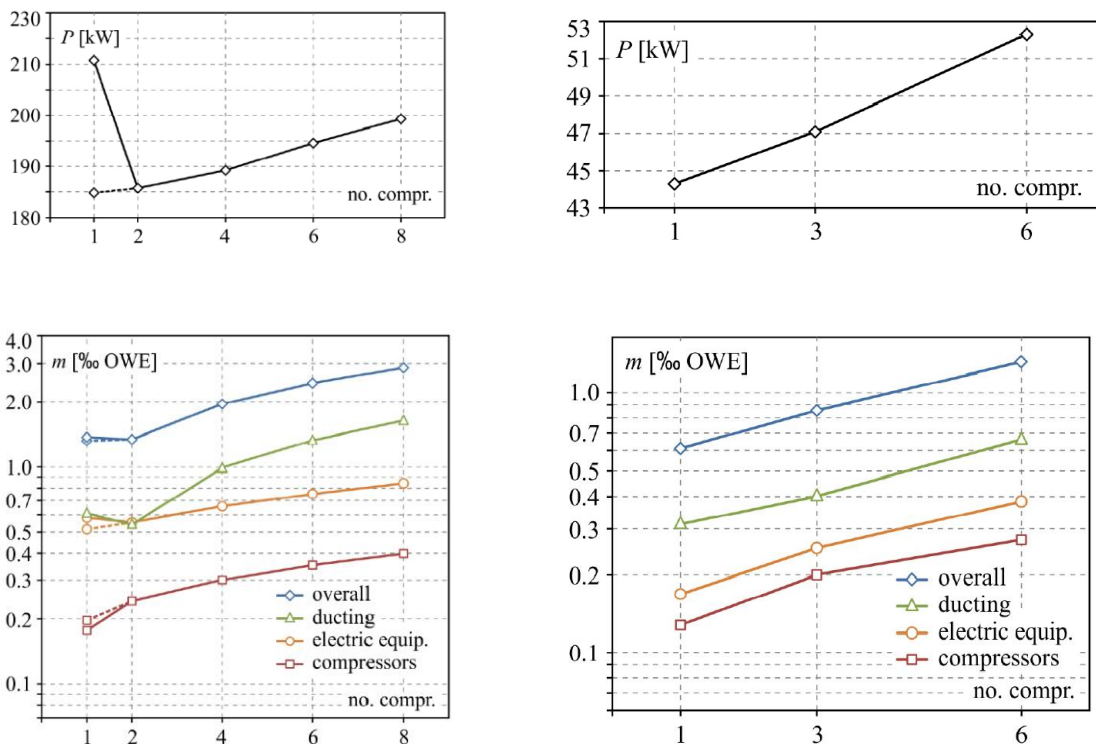 230
P [kW]
210
200
190
180
no. compr.
1 2 4 6 8
53
P [kW]
51
49
47
45
43
no. compr.
1 3 6
4.0
m [‰ OWE]
3.0
2.0
1.0
0.7
0.5
0.4
0.3
0.2
0.1
overall
ducting
electric equip.
compressors
no. compr.
1 2 4 6 8
m [‰ OWE]
1.0
0.7
0.5
0.4
0.3
0.2
0.1
overall
ducting
electric equip.
compressors
no. compr.
1 3 6